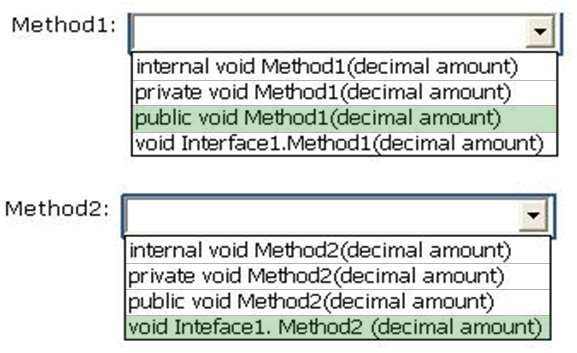 Method1:
internal void Method1(decimal amount)
private void Method1(decimal amount)
public void Method1(decimal amount)
void Interface1.Method1(decimal amount)
Method2:
internal void Method2(decimal amount)
private void Method2(decimal amount)
public void Method2(decimal amount)
void Inteface1. Method2 (decimal amount)